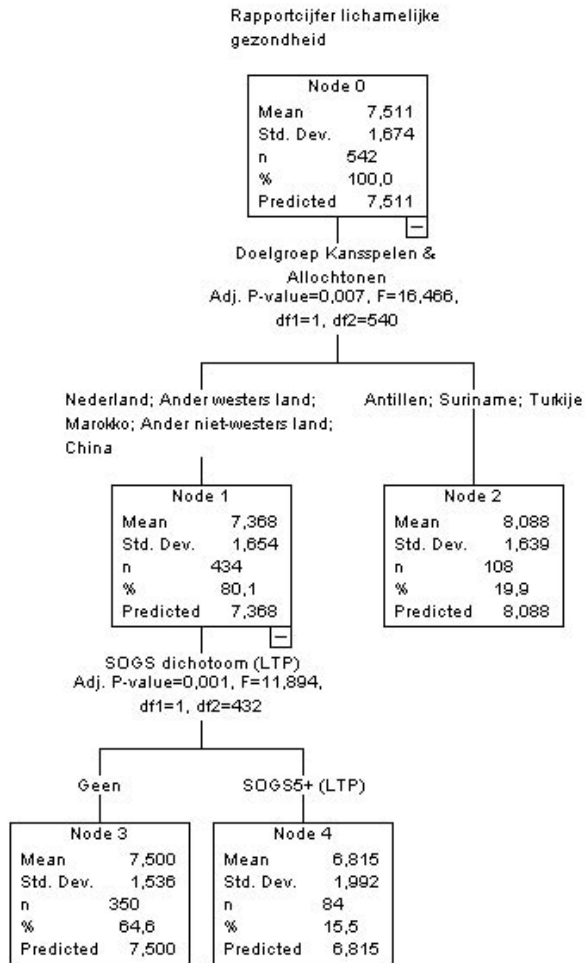 Rapportcijfer lichamelijke
gezondheid
Node 0
Mean 7,511
Std. Dev. 1,674
n 542
% 100,0
Predicted 7,511
Doelgroep Kansspelen &
Allochtonen
Adj. P-value=0,007, F=16,466,
df1=1, df2=540
Nederland; Ander westers land;
Marokko; Ander niet-westers land;
China
Antillen; Suriname; Turkije
Node 1
Mean 7,368
Std. Dev. 1,654
n 434
% 80,1
Predicted 7,368
Node 2
Mean 8,088
Std. Dev. 1,639
n 108
% 19,9
Predicted 8,088
SOGS dichotoom (LTP)
Adj. P-value=0,001, F=11,894,
df1=1, df2=432
Geen
SOGS5+ (LTP)
Node 3
Mean 7,500
Std. Dev. 1,536
n 350
% 64,6
Predicted 7,500
Node 4
Mean 6,815
Std. Dev. 1,992
n 84
% 15,5
Predicted 6,815